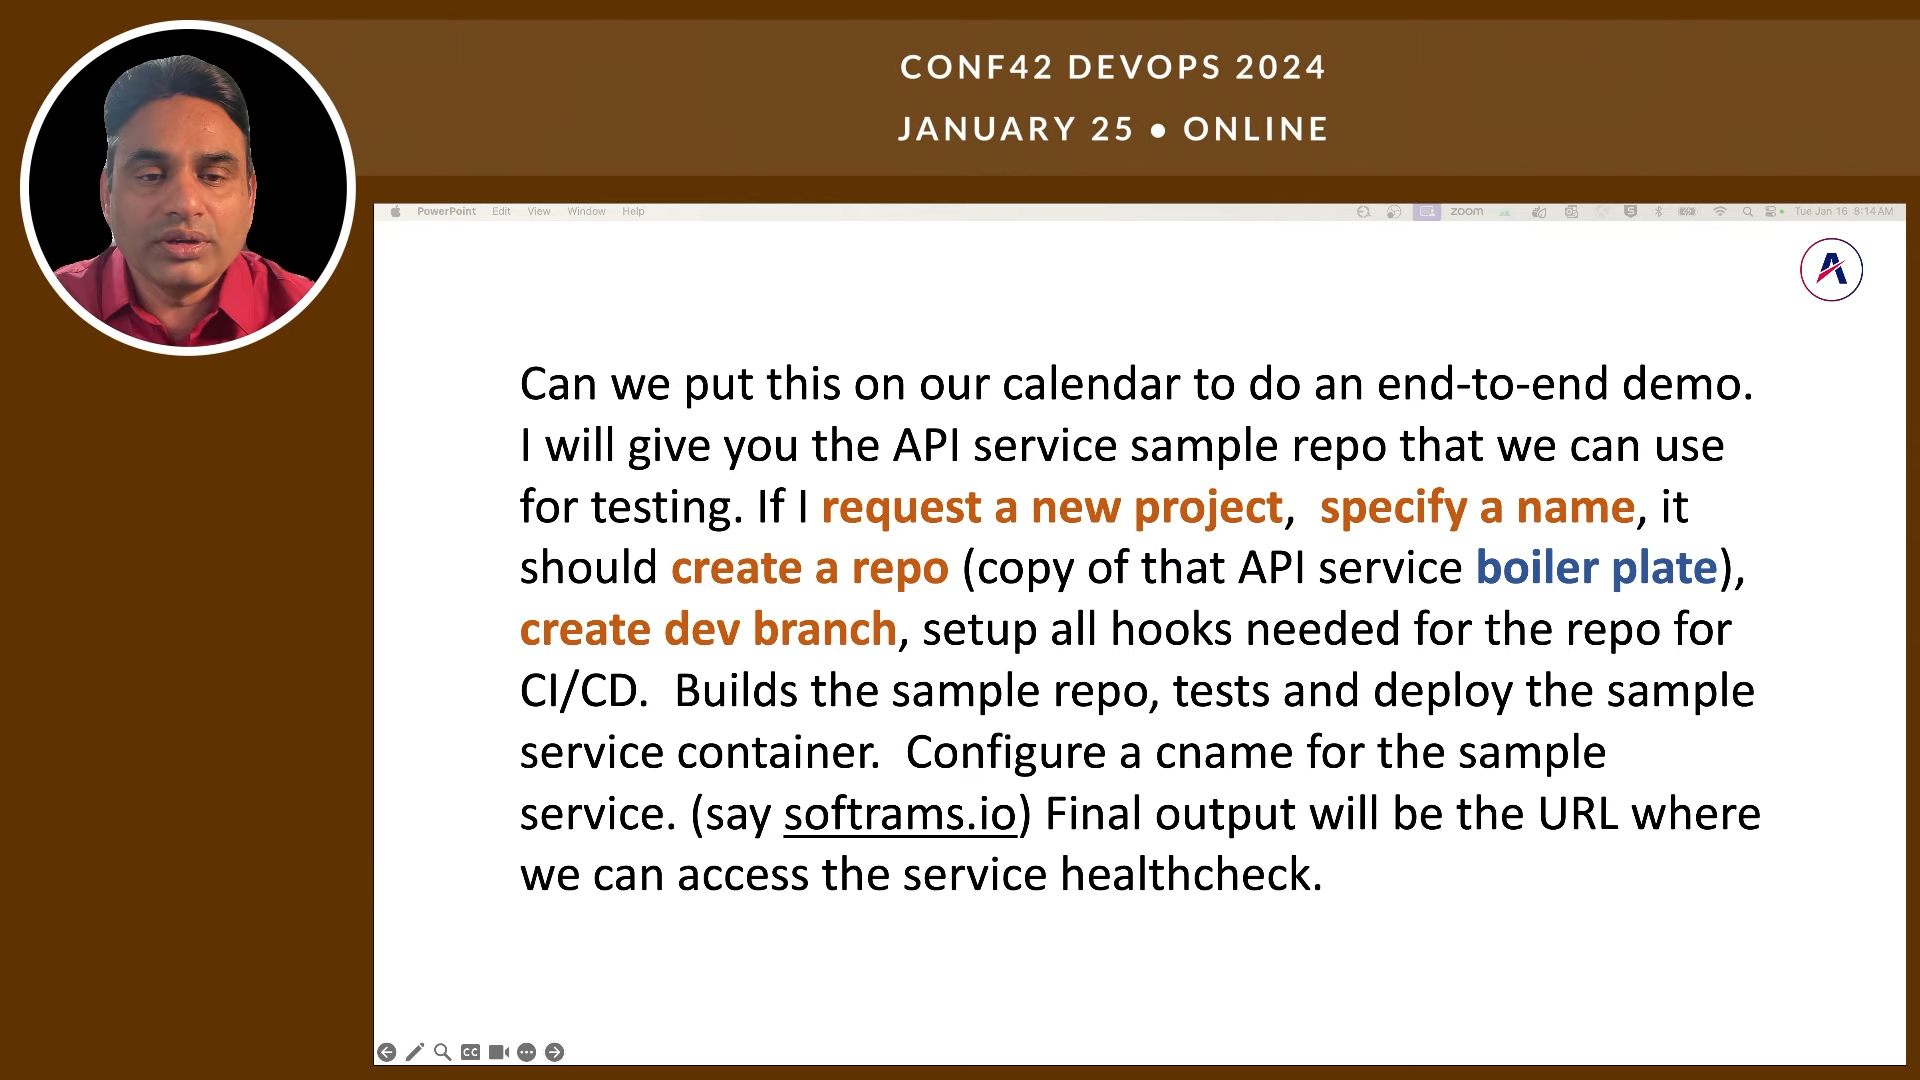 CONF42 DEVOPS 2024
JANUARY 25 • ONLINE
PowerPoint Edit View Window Help
zoom
Tue Jan 16 8:14 AM
A
Can we put this on our calendar to do an end-to-end demo.
I will give you the API service sample repo that we can use
for testing. If I request a new project, specify a name, it
should create a repo (copy of that API service boiler plate),
create dev branch, setup all hooks needed for the repo for
CI/CD. Builds the sample repo, tests and deploy the sample
service container. Configure a cname for the sample
service. (say softrams.io) Final output will be the URL where
we can access the service healthcheck.
CC